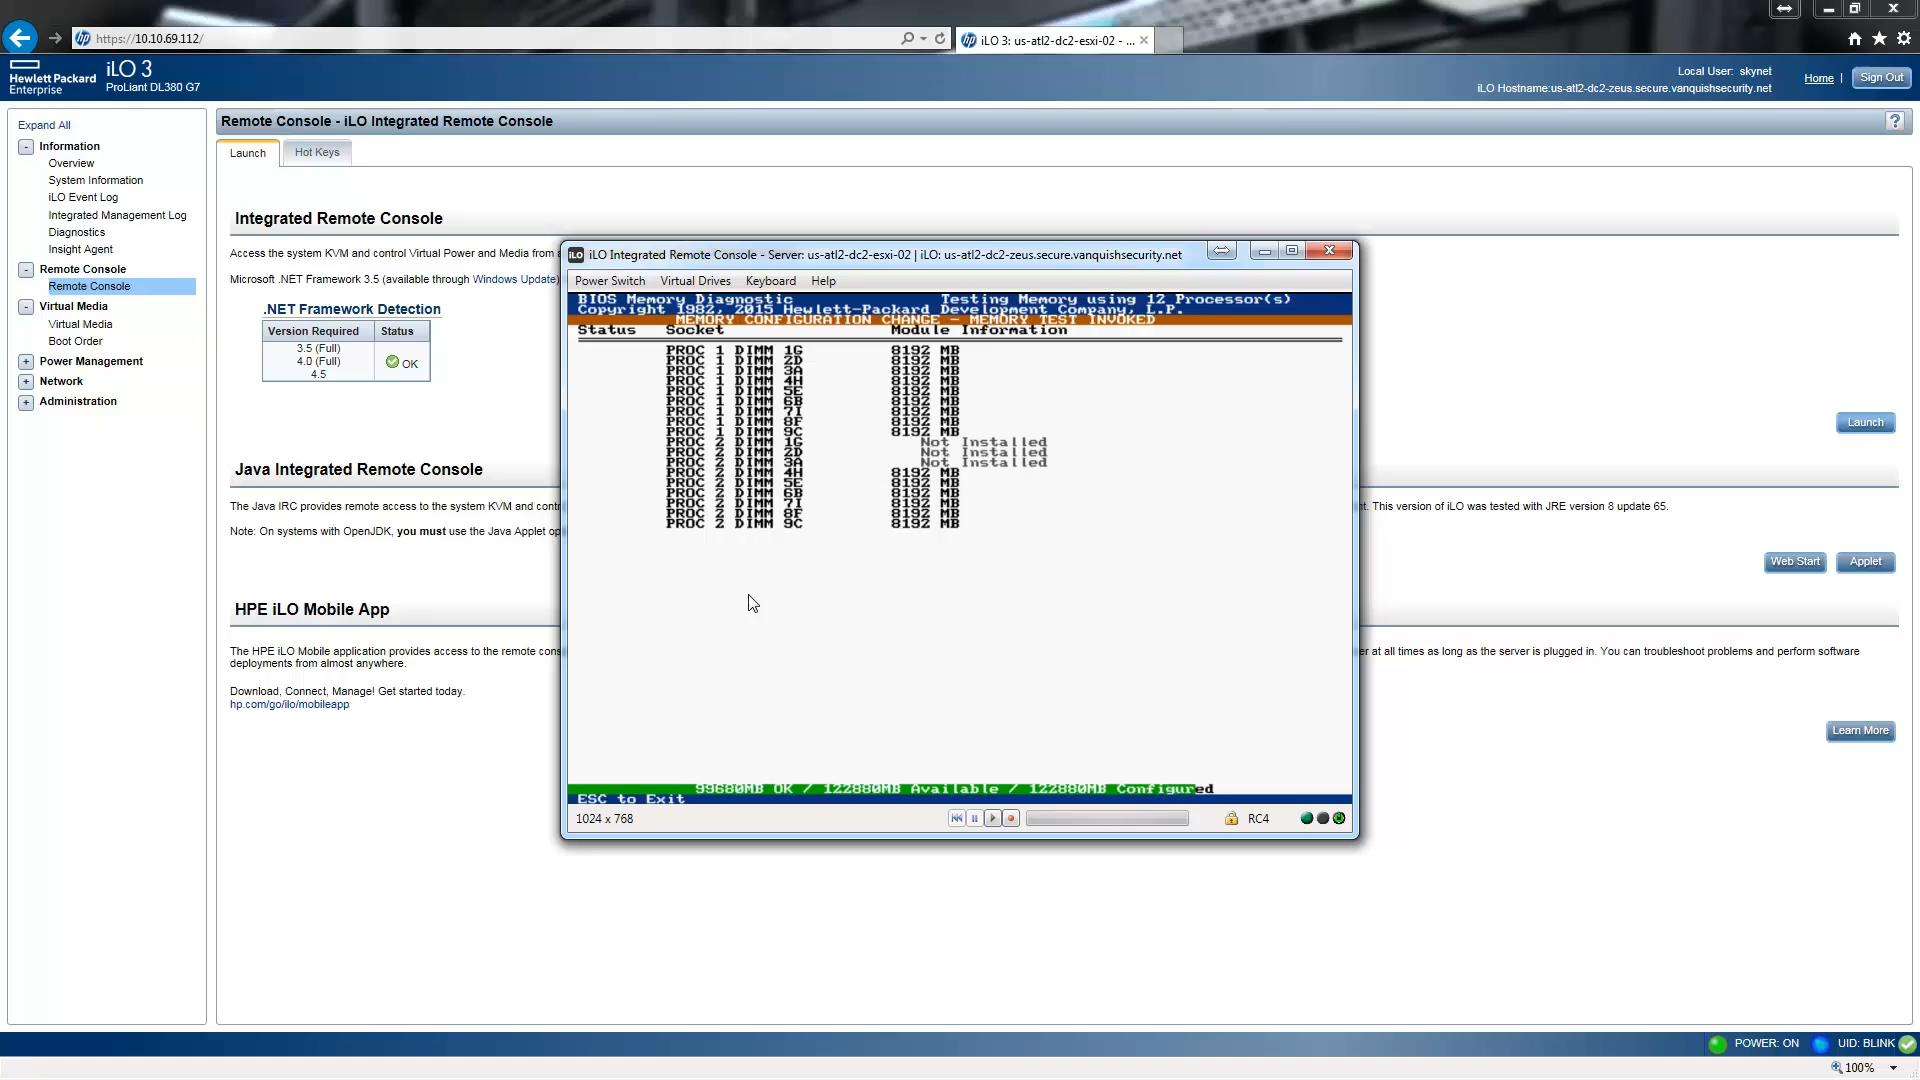 https://10.10.69.112/
iLO 3: us-atl2-dc2-esxi-02 - ...
Hewlett Packard
Enterprise
iLO 3
ProLiant DL380 G7
Local User: skynet
iLO Hostname:us-atl2-dc2-zeus.secure.vanquishsecurity.net
Home |
Sign Out
Expand All
Information
Overview
System Information
iLO Event Log
Integrated Management Log
Diagnostics
Insight Agent
Remote Console
Remote Console
Virtual Media
Virtual Media
Boot Order
Power Management
Network
Administration
Remote Console - iLO Integrated Remote Console
?
Launch
Hot Keys
Integrated Remote Console
Access the system KVM and control Virtual Power and Media from a
Microsoft .NET Framework 3.5 (available through Windows Update)
.NET Framework Detection
Version Required Status
3.5 (Full)
4.0 (Full)
4.5
OK
Launch
Java Integrated Remote Console
The Java IRC provides remote access to the system KVM and contr
t. This version of iLO was tested with JRE version 8 update 65.
Note: On systems with OpenJDK, you must use the Java Applet op
Web Start
Applet
HPE iLO Mobile App
The HPE iLO Mobile application provides access to the remote cons
er at all times as long as the server is plugged in. You can troubleshoot problems and perform software
deployments from almost anywhere.
Download, Connect, Manage! Get started today.
hp.com/go/ilo/mobileapp
Learn More
iLO Integrated Remote Console - Server: us-atl2-dc2-esxi-02 | iLO: us-atl2-dc2-zeus.secure.vanquishsecurity.net
Power Switch Virtual Drives Keyboard Help
BIOS Memory Diagnostic Testing Memory using 12 Processor(s)
Copyright 1982, 2015 Hewlett-Packard Development Company, L.P.
MEMORY CONFIGURATION CHANGE - MEMORY TEST INVOKED
Status Socket Module Information
PROC 1 DIMM 1G 8192 MB
PROC 1 DIMM 2D 8192 MB
PROC 1 DIMM 3A 8192 MB
PROC 1 DIMM 4H 8192 MB
PROC 1 DIMM 5E 8192 MB
PROC 1 DIMM 6B 8192 MB
PROC 1 DIMM 7I 8192 MB
PROC 1 DIMM 8F 8192 MB
PROC 1 DIMM 9C 8192 MB
PROC 2 DIMM 1G Not Installed
PROC 2 DIMM 2D Not Installed
PROC 2 DIMM 3A Not Installed
PROC 2 DIMM 4H 8192 MB
PROC 2 DIMM 5E 8192 MB
PROC 2 DIMM 6B 8192 MB
PROC 2 DIMM 7I 8192 MB
PROC 2 DIMM 8F 8192 MB
PROC 2 DIMM 9C 8192 MB
99680MB OK / 122880MB Available / 122880MB Configured
ESC to Exit
1024 x 768
RC4
POWER: ON
UID: BLINK
100%